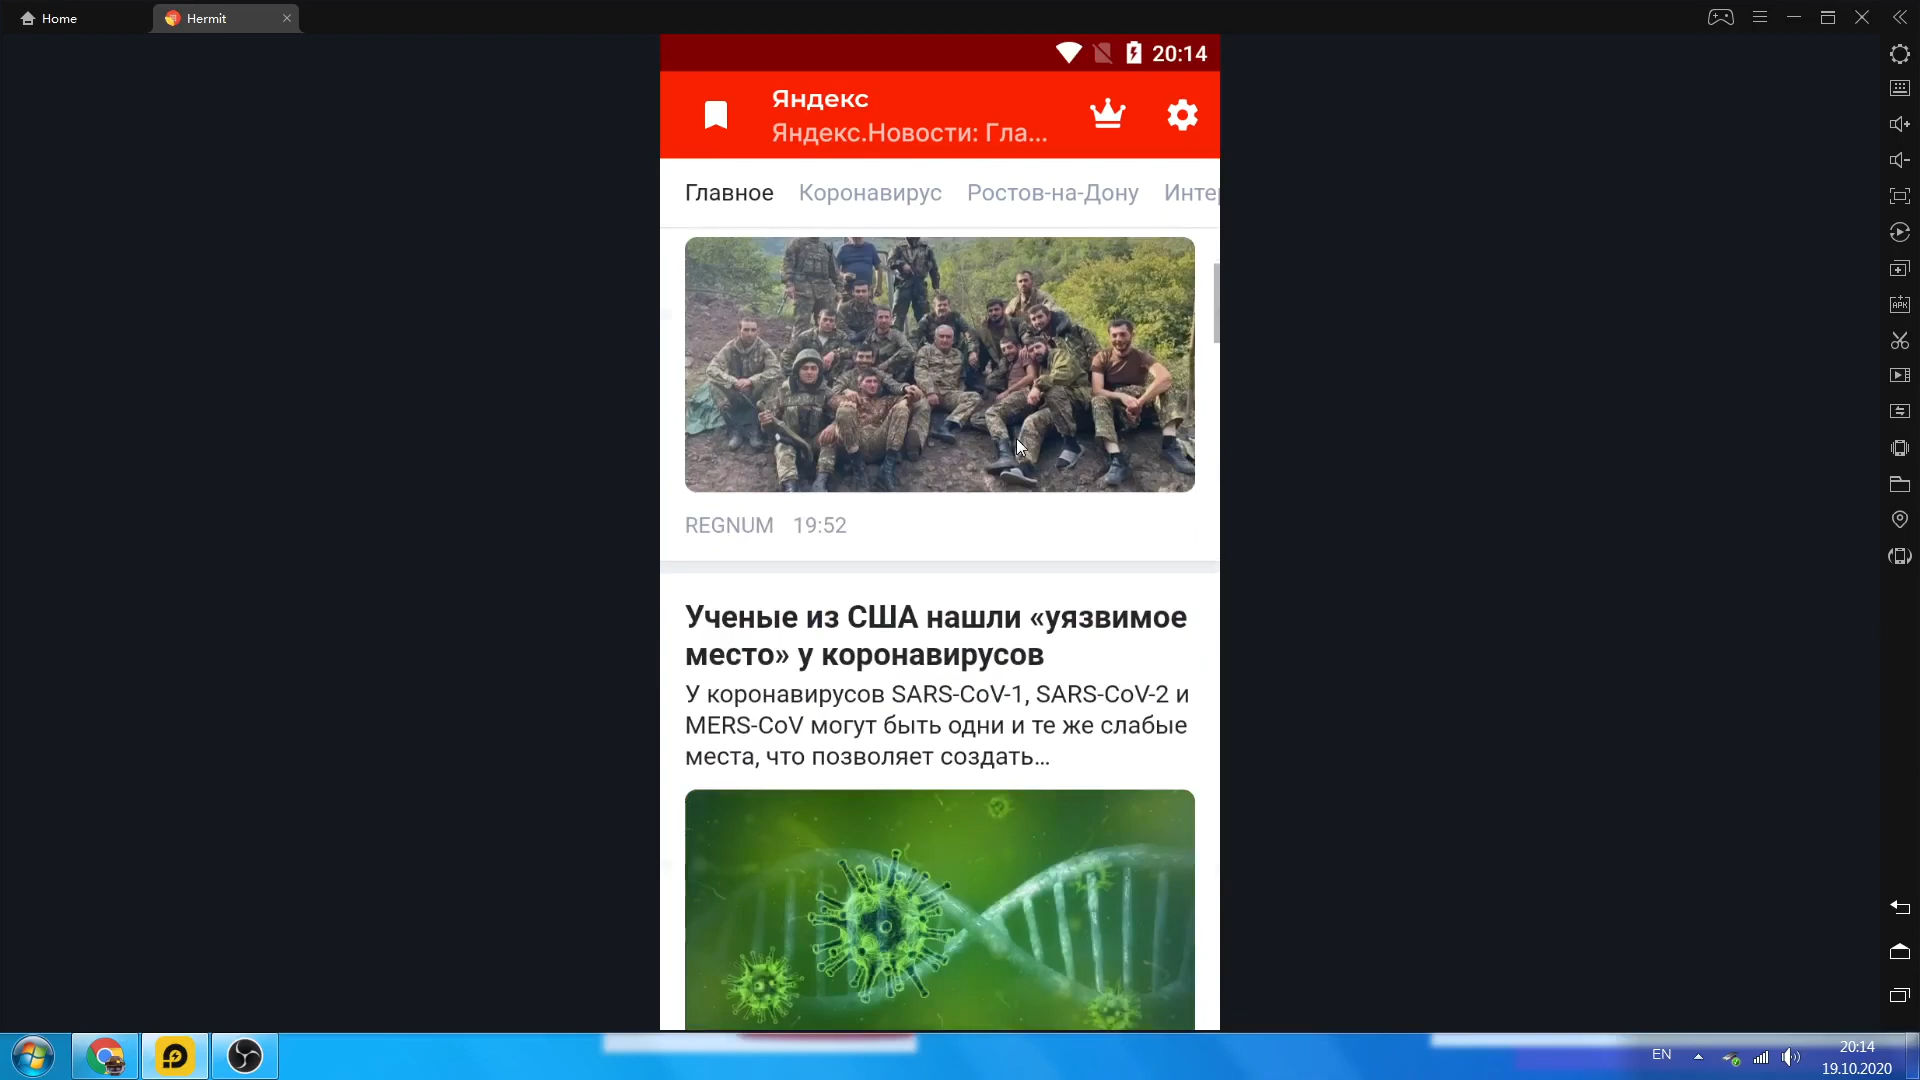 Home
Hermit
20:14
Яндекс
Яндекс.Новости: Гла...
Главное Коронавирус Ростов-на-Дону Интер
REGNUM 19:52
Ученые из США нашли «уязвимое
место» у коронавирусов
У коронавирусов SARS-CoV-1, SARS-CoV-2 и
MERS-CoV могут быть одни и те же слабые
места, что позволяет создать...
APK
EN
20:14
19.10.2020